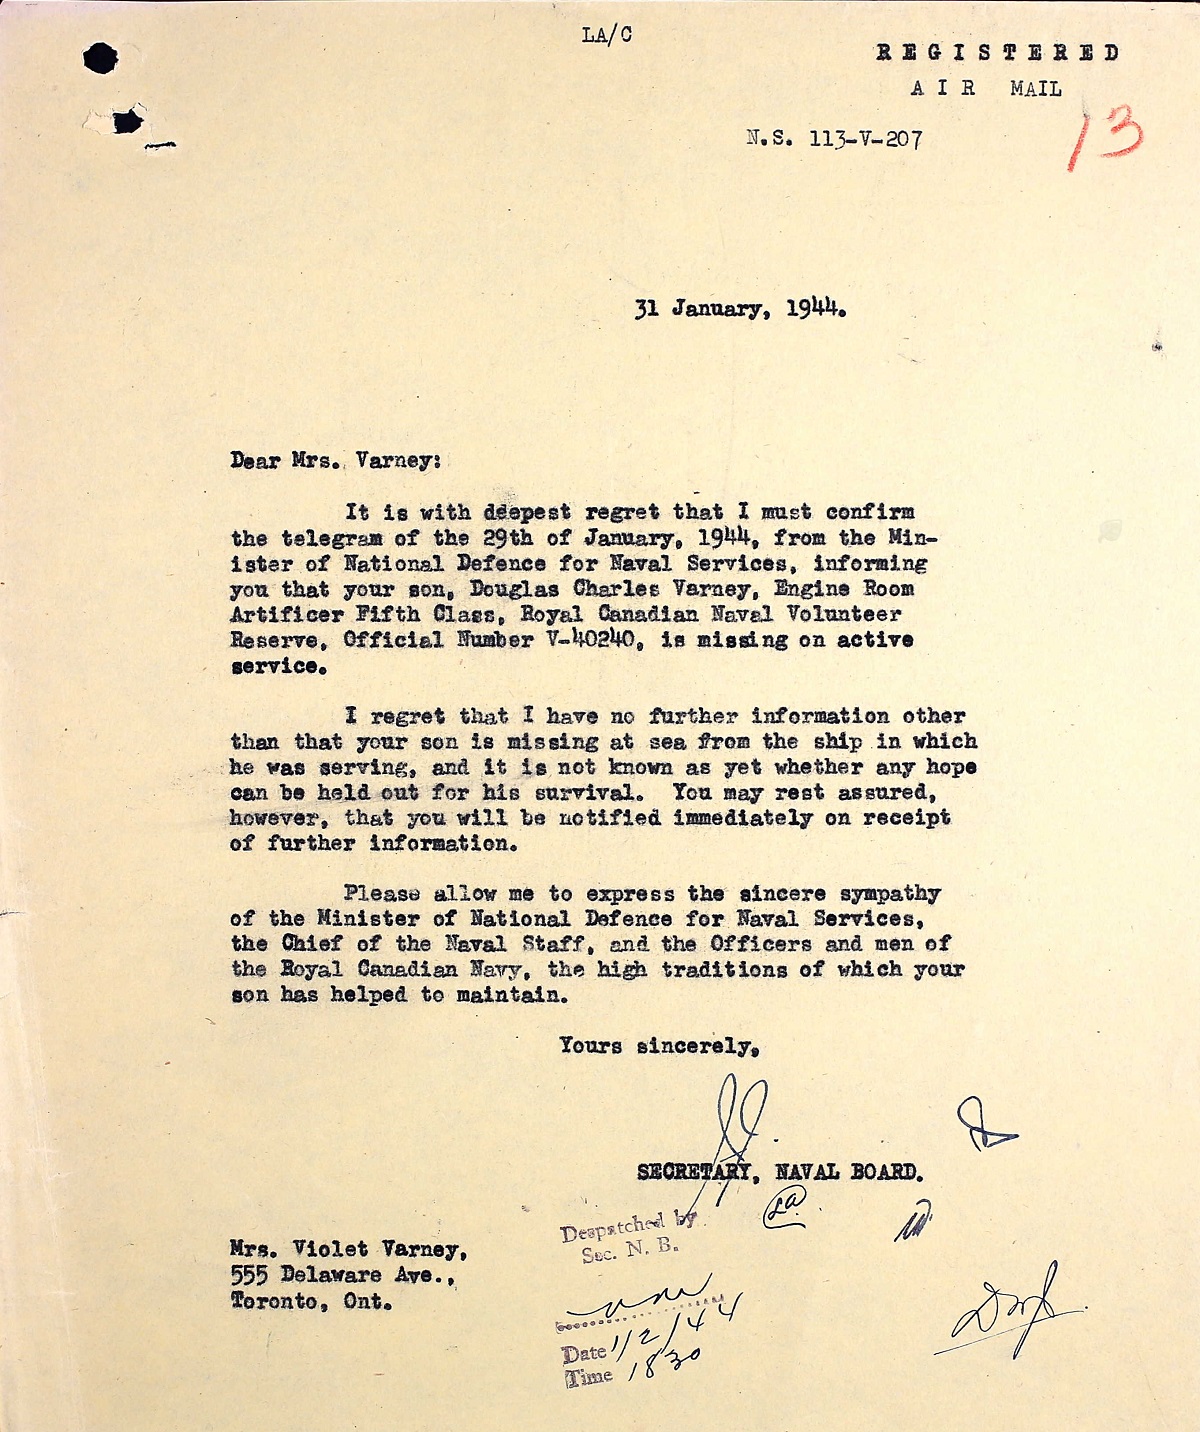 LA/C
REGISTERED
AIR MAIL
13
N.S. 113-V-207
31 January, 1944.
Dear Mrs. Varney:
It is with deepest regret that I must confirm
the telegram of the 29th of January, 1944, from the Min-
ister of National Defence for Naval Services, informing
you that your son, Douglas Charles Varney, Engine Room
Artificer Fifth Class, Royal Canadian Naval Volunteer
Reserve, Official Number V-40240, is missing on active
service.
I regret that I have no further information other
than that your son is missing at sea from the ship in which
he was serving, and it is not known as yet whether any hope
can be held out for his survival. You may rest assured,
however, that you will be notified immediately on receipt
of further information.
Please allow me to express the sincere sympathy
of the Minister of National Defence for Naval Services,
the Chief of the Naval Staff, and the Officers and men of
the Royal Canadian Navy, the high traditions of which your
son has helped to maintain.
Yours sincerely,
SECRETARY, NAVAL BOARD.
Despatched by
Sec. N. B.
Date 1/2/44
Time 1830
Mrs. Violet Varney,
555 Delaware Ave.,
Toronto, Ont.